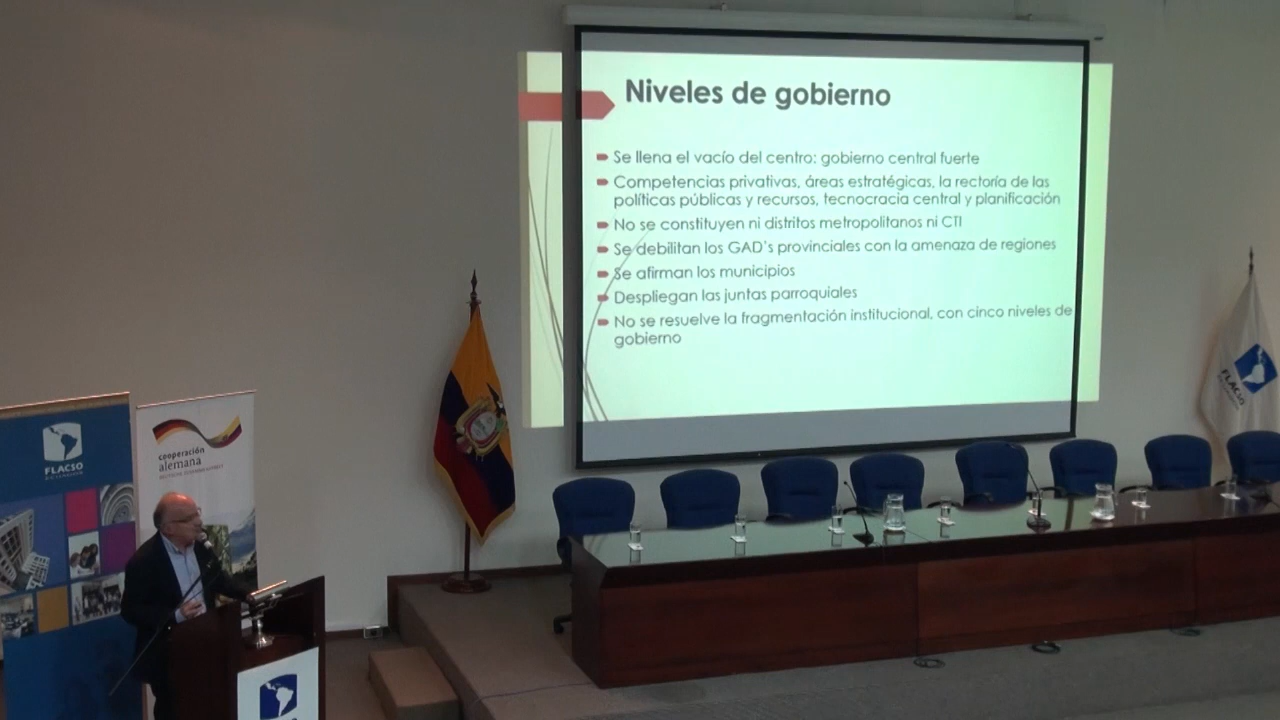 Niveles de gobierno
Se llena el vacío del centro: gobierno central fuerte
Competencias privativas, áreas estratégicas, la rectoría de las
políticas públicas y recursos, tecnocracia central y planificación
No se constituyen ni distritos metropolitanos ni CTI
Se debilitan los GAD's provinciales con la amenaza de regiones
Se afirman los municipios
Despliegan las juntas parroquiales
No se resuelve la fragmentación institucional, con cinco niveles de
gobierno
FLACSO
cooperación
alemana
FLACSO